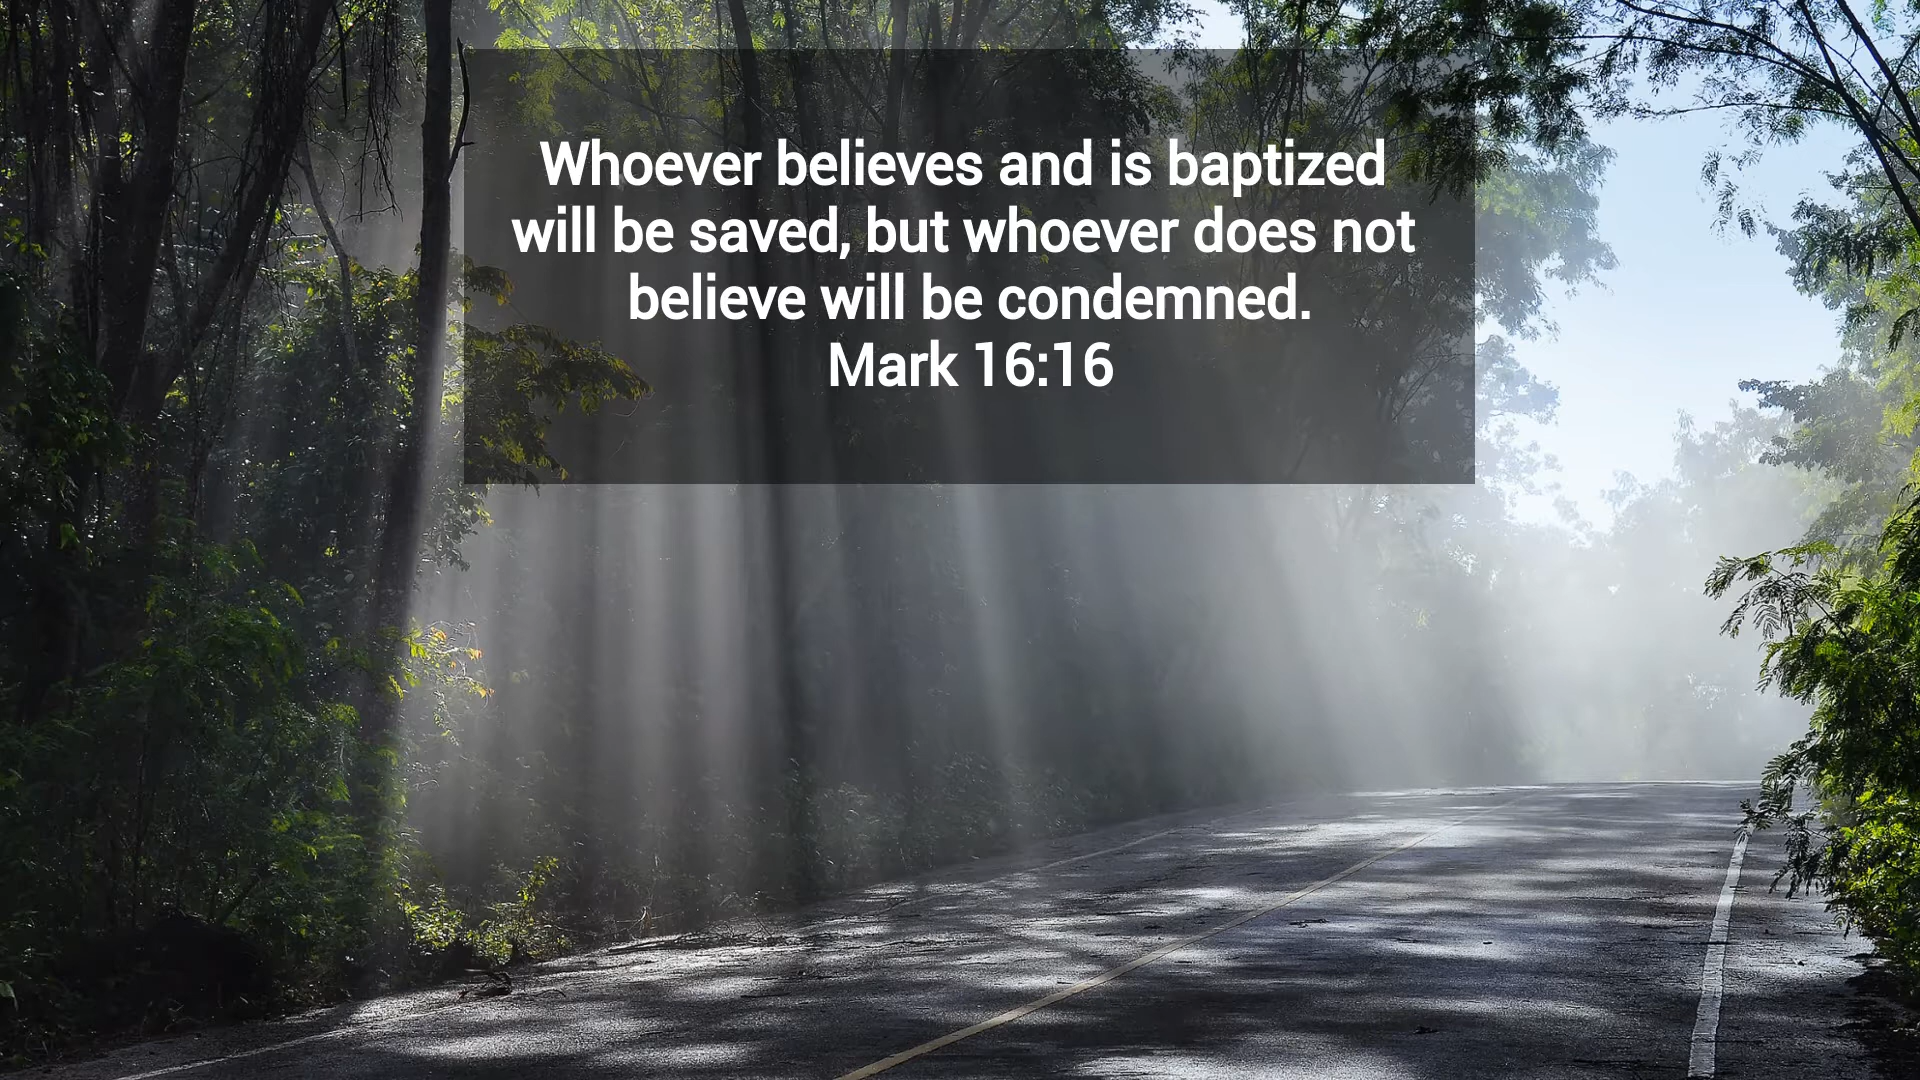 Whoever believes and is baptized
will be saved, but whoever does not
believe will be condemned.
Mark 16:16